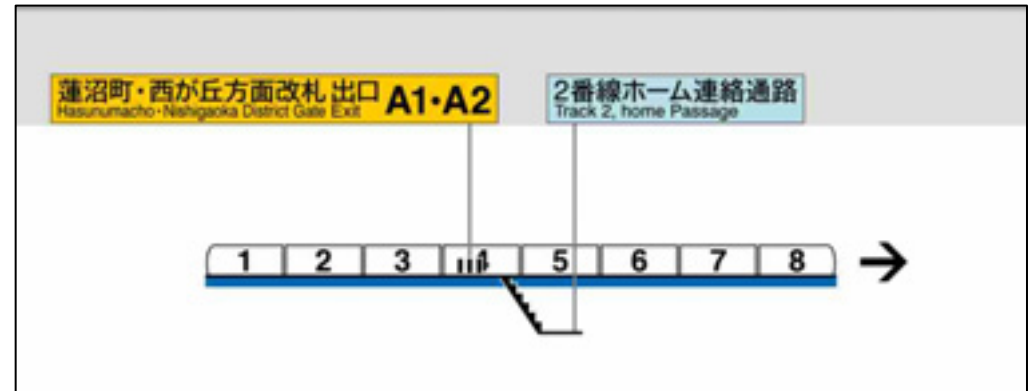 蓮沼町・西が丘方面改札 出口 A1・A2
Hasunumacho・Nishigaoka District Gate Exit
2番線ホーム連絡通路
Track 2, home Passage
1 2 3 4 5 6 7 8 →